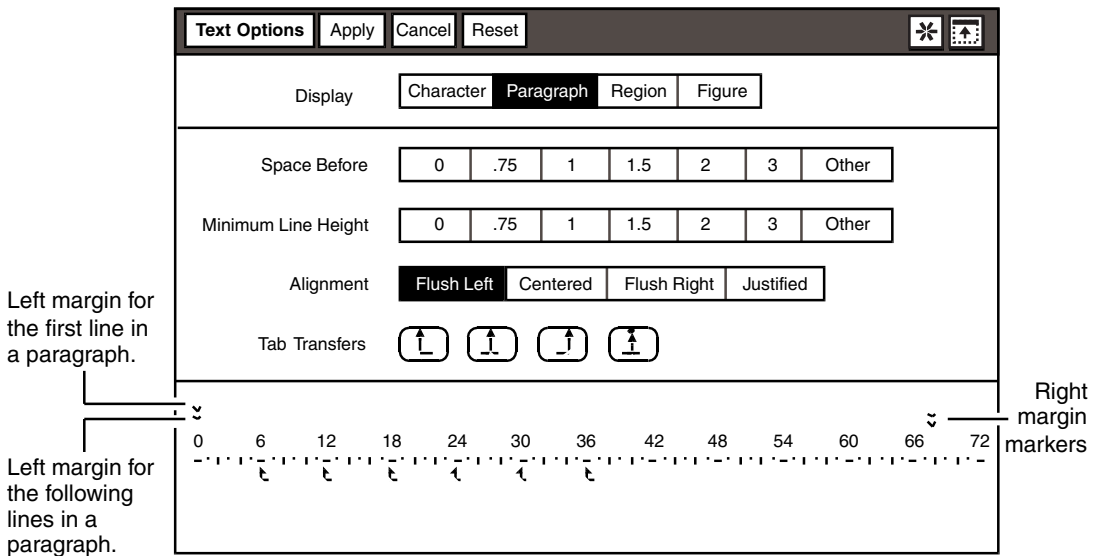 Text Options Apply Cancel Reset
Display Character Paragraph Region Figure
Space Before 0 .75 1 1.5 2 3 Other
Minimum Line Height 0 .75 1 1.5 2 3 Other
Alignment Flush Left Centered Flush Right Justified
Tab Transfers
Left margin for
the first line in
a paragraph.
Right
margin
markers
0 6 12 18 24 30 36 42 48 54 60 66 72
Left margin for
the following
lines in a
paragraph.